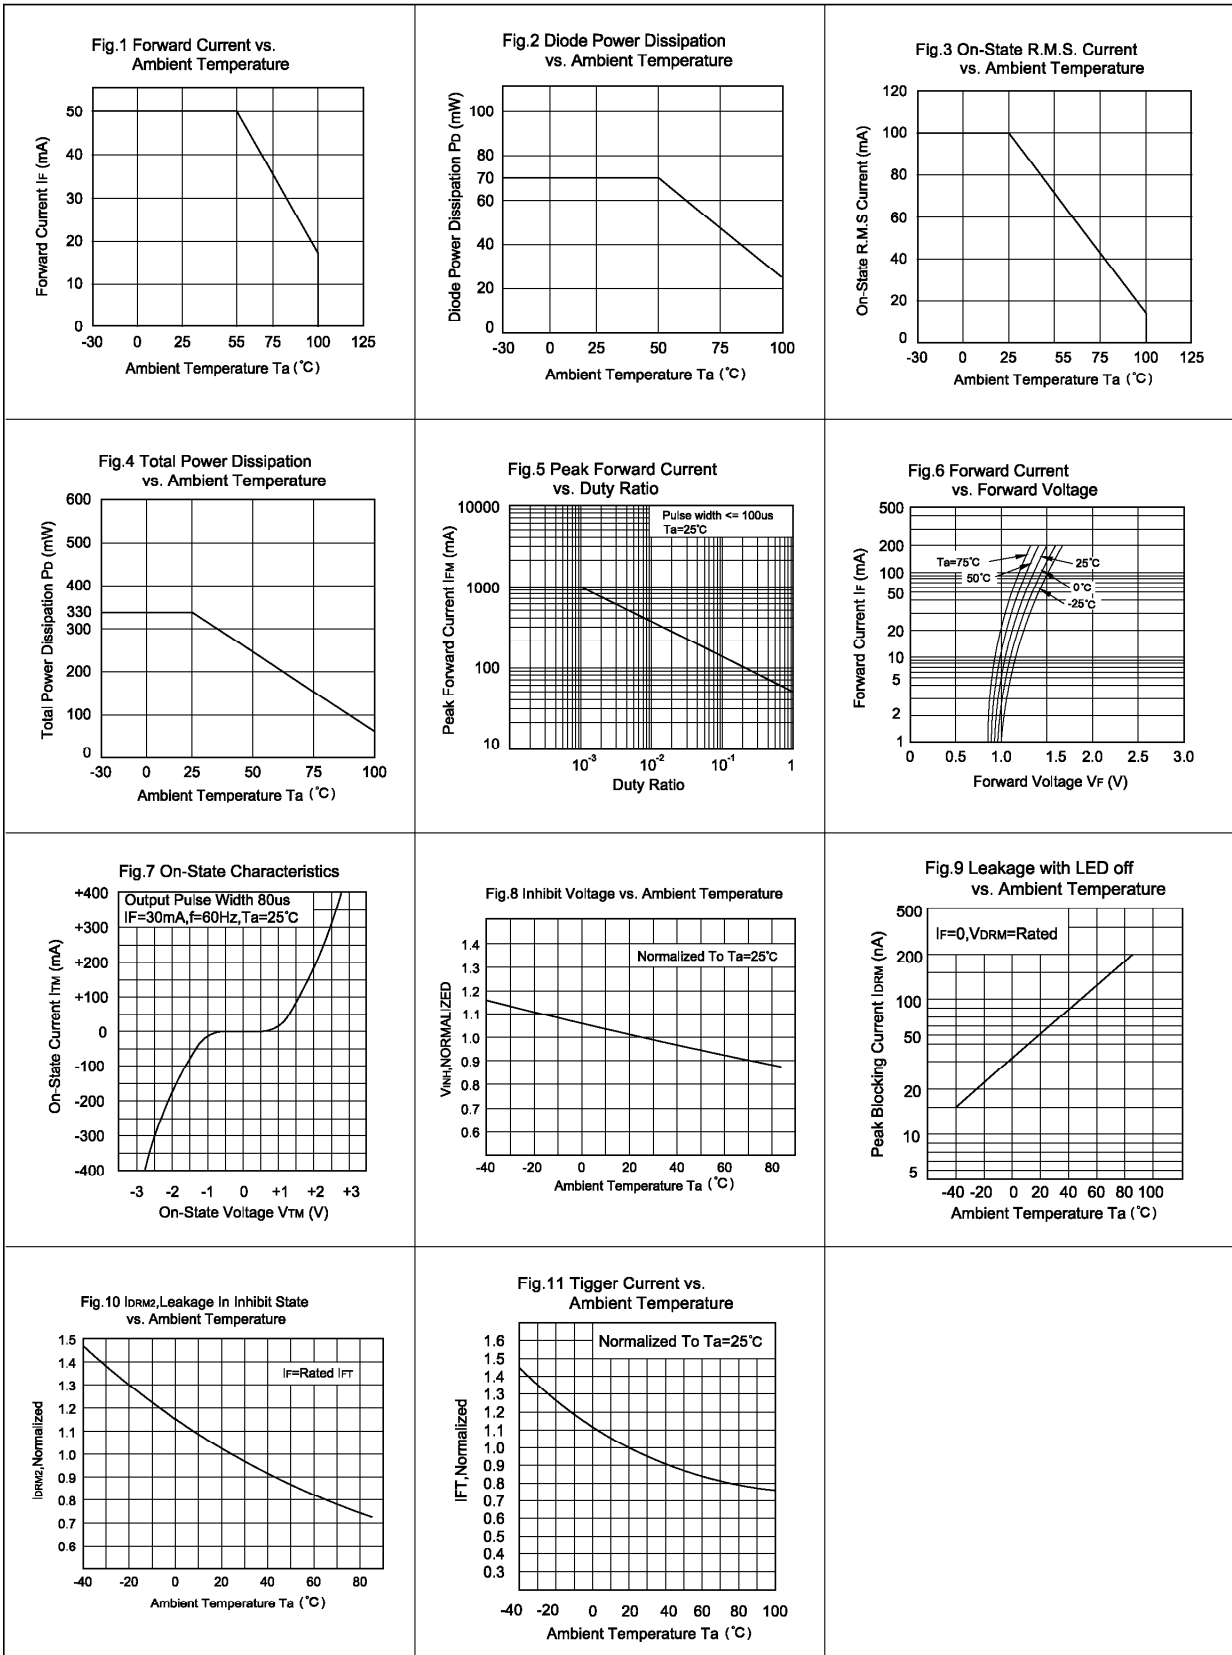 Fig.1 Forward Current vs.
Ambient Temperature
Forward Current IF (mA)
50
40
30
20
10
0
-30 0 25 55 75 100 125
Ambient Temperature Ta (°C)
Fig.2 Diode Power Dissipation
vs. Ambient Temperature
Diode Power Dissipation PD (mW)
100
80
70
60
40
20
0
-30 0 25 50 75 100
Ambient Temperature Ta (°C)
Fig.3 On-State R.M.S. Current
vs. Ambient Temperature
On-State R.M.S Current (mA)
120
100
80
60
40
20
0
-30 0 25 55 75 100 125
Ambient Temperature Ta (°C)
Fig.4 Total Power Dissipation
vs. Ambient Temperature
Total Power Dissipation PD (mW)
600
500
400
330
300
200
100
0
-30 0 25 50 75 100
Ambient Temperature Ta (°C)
Fig.5 Peak Forward Current
vs. Duty Ratio
Peak Forward Current IFM (mA)
Pulse width <= 100us
Ta=25°C
10000
1000
100
10
10-3 10-2 10-1 1
Duty Ratio
Fig.6 Forward Current
vs. Forward Voltage
Forward Current IF (mA)
500
200
100
50
20
10
5
2
1
Ta=75°C
50°C
25°C
0°C
-25°C
0 0.5 1.0 1.5 2.0 2.5 3.0
Forward Voltage VF (V)
Fig.7 On-State Characteristics
On-State Current ITM (mA)
Output Pulse Width 80us
IF=30mA,f=60Hz,Ta=25°C
+400
+300
+200
+100
0
-100
-200
-300
-400
-3 -2 -1 0 +1 +2 +3
On-State Voltage VTM (V)
Fig.8 Inhibit Voltage vs. Ambient Temperature
VINH,NORMALIZED
Normalized To Ta=25°C
1.4
1.3
1.2
1.1
1.0
0.9
0.8
0.7
0.6
-40 -20 0 20 40 60 80
Ambient Temperature Ta (°C)
Fig.9 Leakage with LED off
vs. Ambient Temperature
Peak Blocking Current IDRM (nA)
IF=0,VDRM=Rated
500
200
100
50
20
10
5
-40 -20 0 20 40 60 80 100
Ambient Temperature Ta (°C)
Fig.10 IDRM2,Leakage In Inhibit State
vs. Ambient Temperature
IDRM2,Normalized
IF=Rated IFT
1.5
1.4
1.3
1.2
1.1
1.0
0.9
0.8
0.7
0.6
-40 -20 0 20 40 60 80
Ambient Temperature Ta (°C)
Fig.11 Tigger Current vs.
Ambient Temperature
IFT,Normalized
Normalized To Ta=25°C
1.6
1.5
1.4
1.3
1.2
1.1
1.0
0.9
0.8
0.7
0.6
0.5
0.4
0.3
-40 -20 0 20 40 60 80 100
Ambient Temperature Ta (°C)